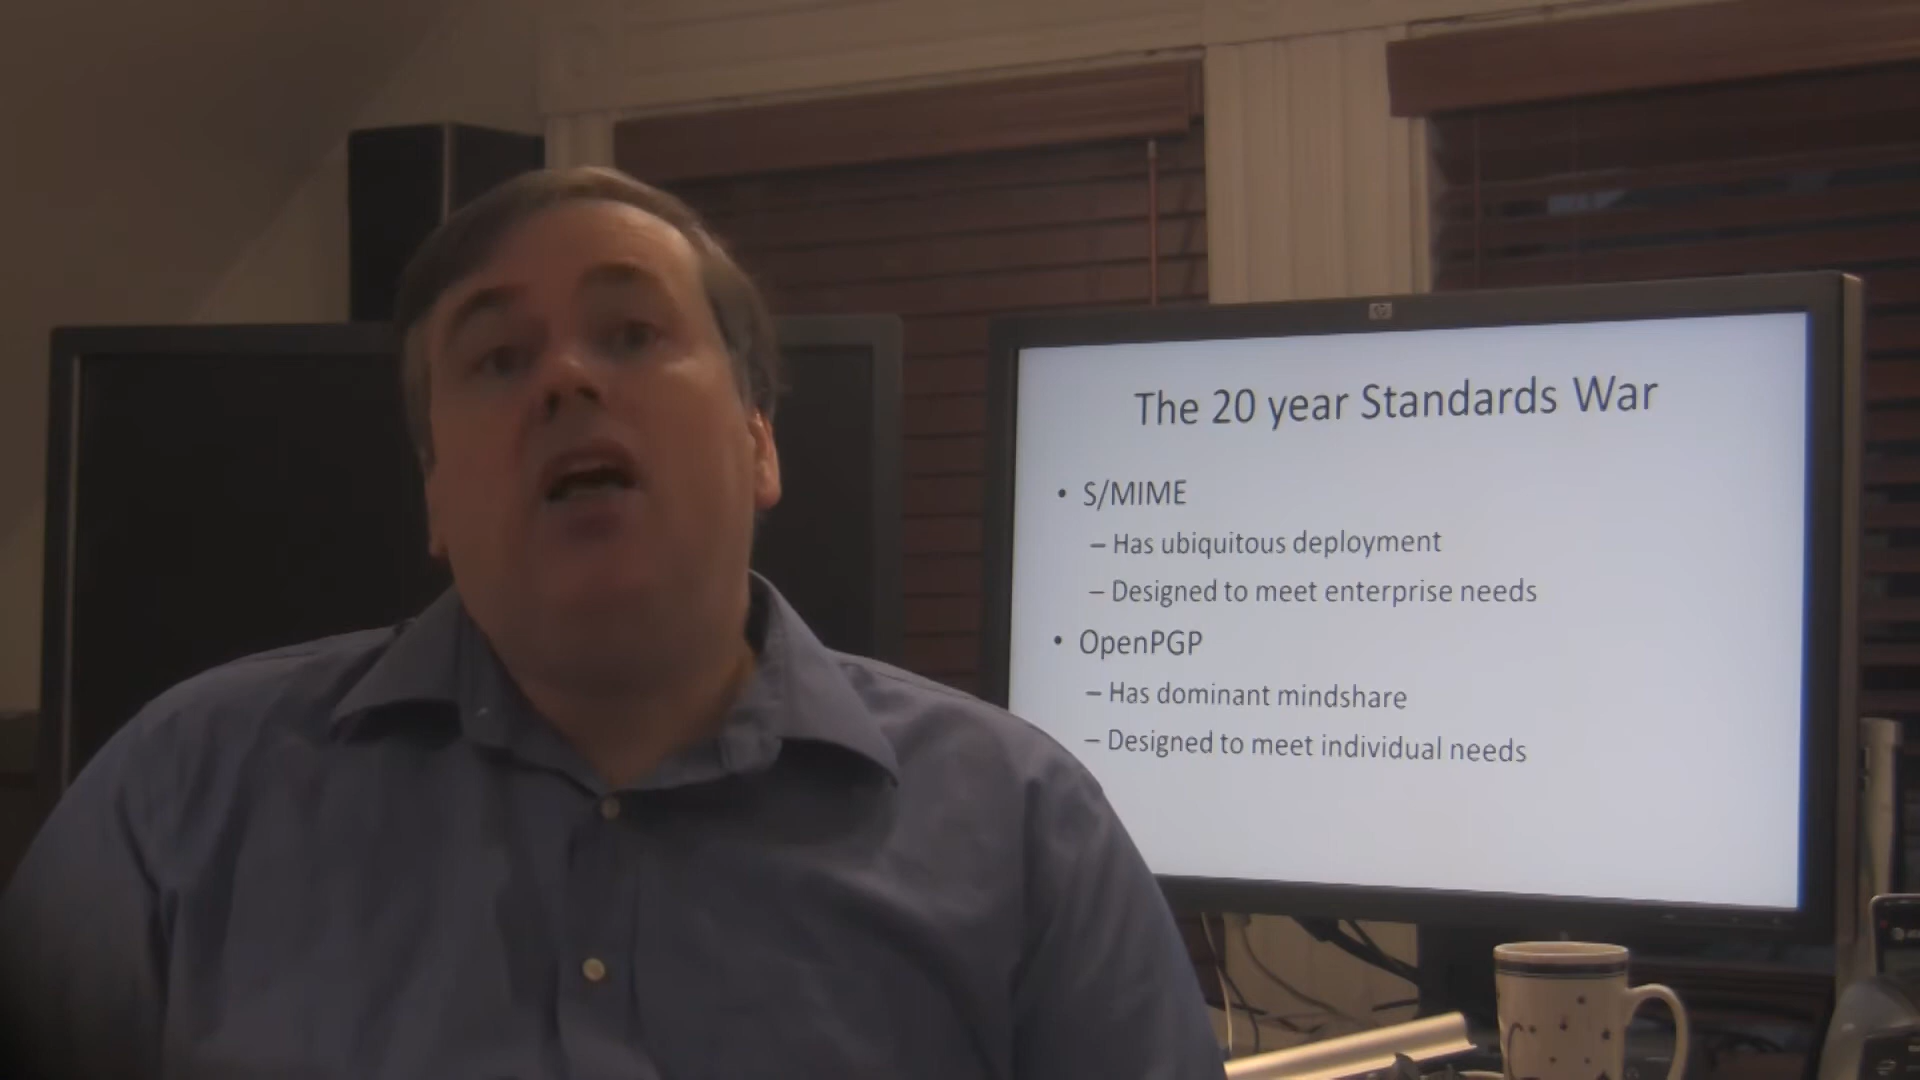 The 20 year Standards War
• S/MIME
– Has ubiquitous deployment
– Designed to meet enterprise needs
• OpenPGP
– Has dominant mindshare
– Designed to meet individual needs